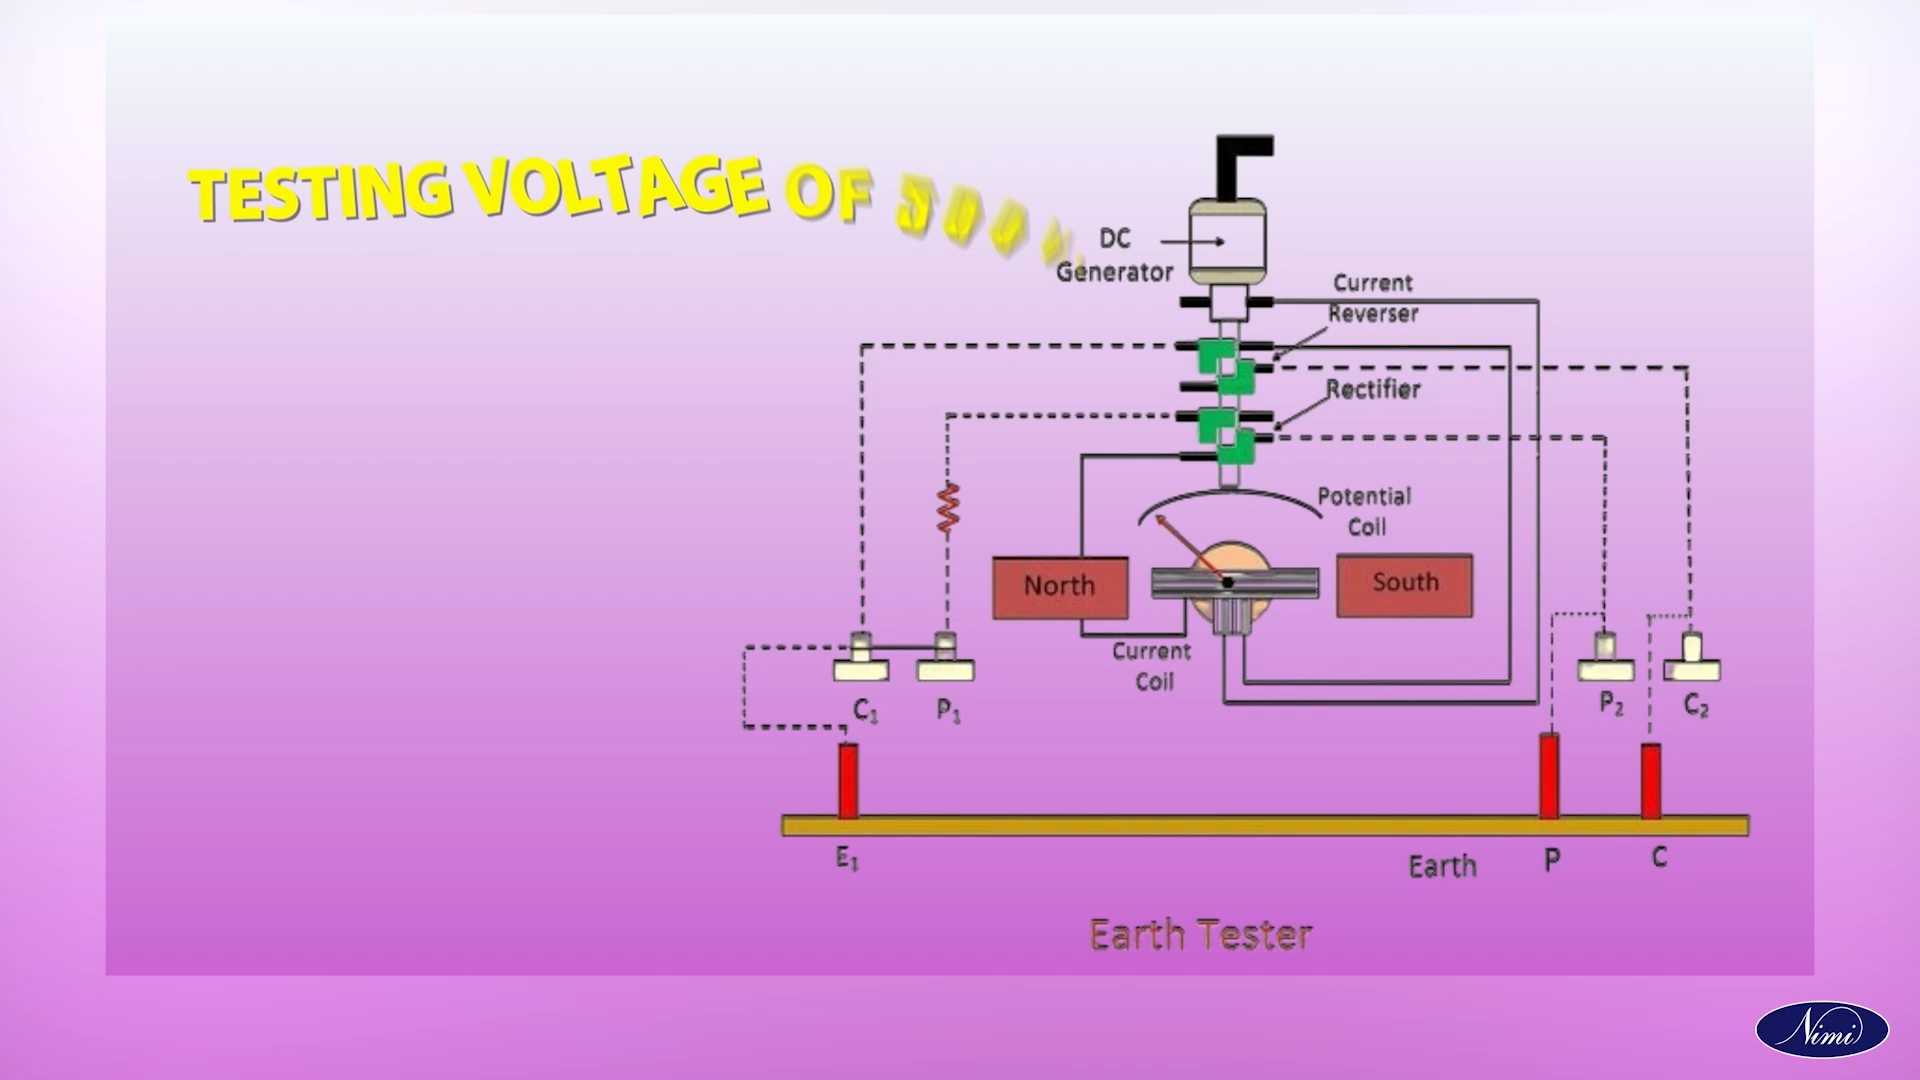 TESTING VOLTAGE OF 500
DC
Generator
Current
Reverser
Rectifier
Potential
Coil
North
South
Current
Coil
C₁
P₁
P₂
C₂
E₁
Earth
P
C
Earth Tester
Nimi